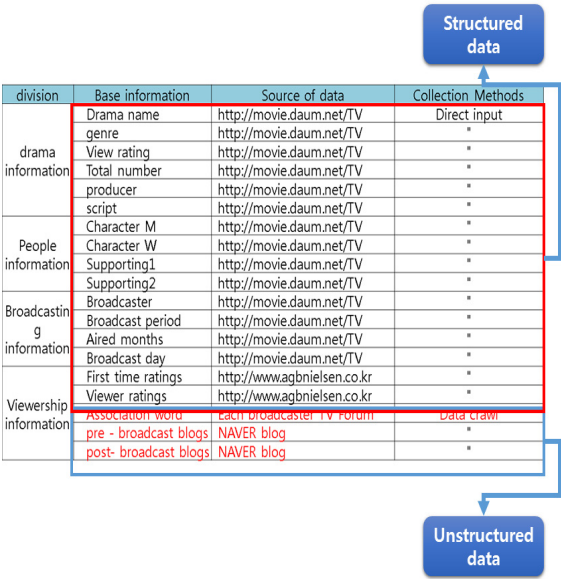 Structured
data
division Base information Source of data Collection Methods
drama
information
Drama name http://movie.daum.net/TV Direct input
genre http://movie.daum.net/TV "
View rating http://movie.daum.net/TV "
Total number http://movie.daum.net/TV "
producer http://movie.daum.net/TV "
script http://movie.daum.net/TV "
People
information
Character M http://movie.daum.net/TV "
Character W http://movie.daum.net/TV "
Supporting1 http://movie.daum.net/TV "
Supporting2 http://movie.daum.net/TV "
Broadcastin
g
information
Broadcaster http://movie.daum.net/TV "
Broadcast period http://movie.daum.net/TV "
Aired months http://movie.daum.net/TV "
Broadcast day http://movie.daum.net/TV "
Viewership
information
First time ratings http://www.agbnielsen.co.kr "
Viewer ratings http://www.agbnielsen.co.kr "
Association word Each broadcaster TV Forum Data crawl
pre - broadcast blogs NAVER blog "
post- broadcast blogs NAVER blog "
Unstructured
data